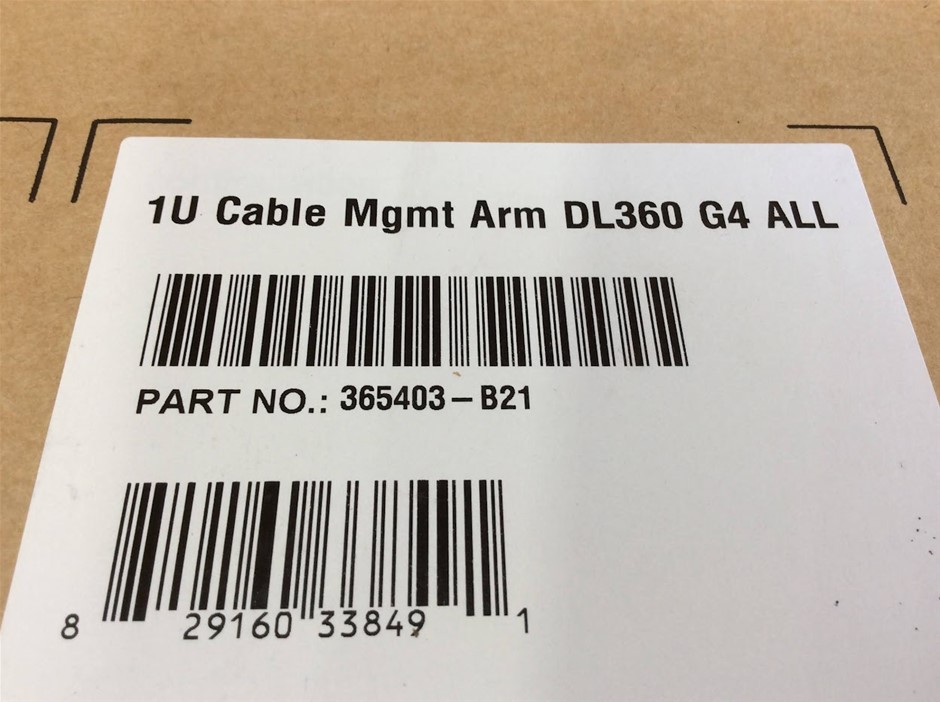 1U Cable Mgmt Arm DL360 G4 ALL
PART NO.: 365403-B21
8 29160 33849 1